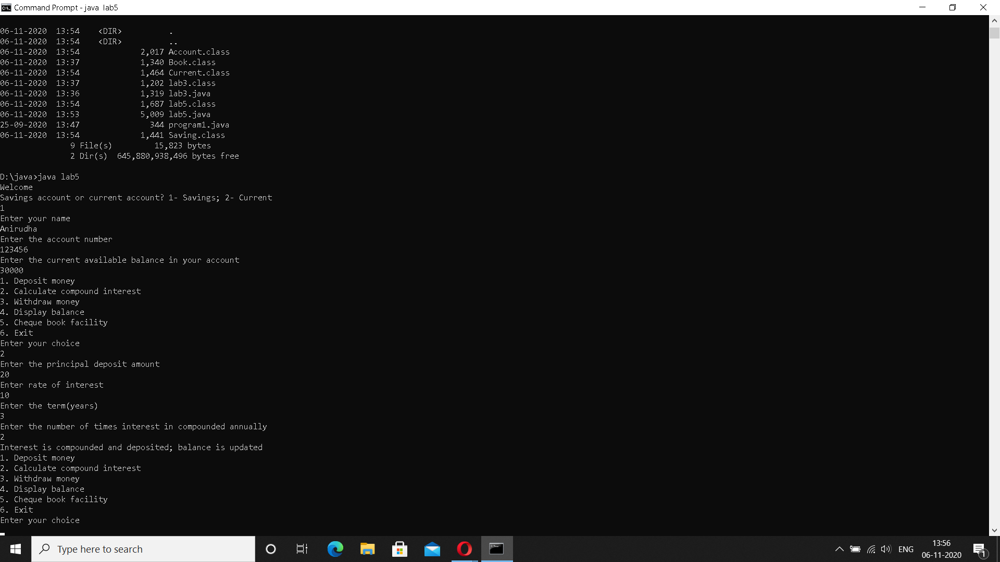 Command Prompt - java  lab5
06-11-2020  13:54    <DIR>          .
06-11-2020  13:54    <DIR>          ..
06-11-2020  13:54             2,017 Account.class
06-11-2020  13:37             1,340 Book.class
06-11-2020  13:54             1,464 Current.class
06-11-2020  13:37             1,202 lab3.class
06-11-2020  13:36             1,319 lab3.java
06-11-2020  13:54             1,687 lab5.class
06-11-2020  13:53             5,009 lab5.java
25-09-2020  13:47               344 program1.java
06-11-2020  13:54             1,441 Saving.class
               9 File(s)         15,823 bytes
               2 Dir(s)  645,880,938,496 bytes free
D:\java>java lab5
Welcome
Savings account or current account? 1- Savings; 2- Current
1
Enter your name
Anirudha
Enter the account number
123456
Enter the current available balance in your account
30000
1. Deposit money
2. Calculate compound interest
3. Withdraw money
4. Display balance
5. Cheque book facility
6. Exit
Enter your choice
2
Enter the principal deposit amount
20
Enter rate of interest
10
Enter the term(years)
3
Enter the number of times interest in compounded annually
2
Interest is compounded and deposited; balance is updated
1. Deposit money
2. Calculate compound interest
3. Withdraw money
4. Display balance
5. Cheque book facility
6. Exit
Enter your choice
Type here to search
ENG
13:56
06-11-2020
1